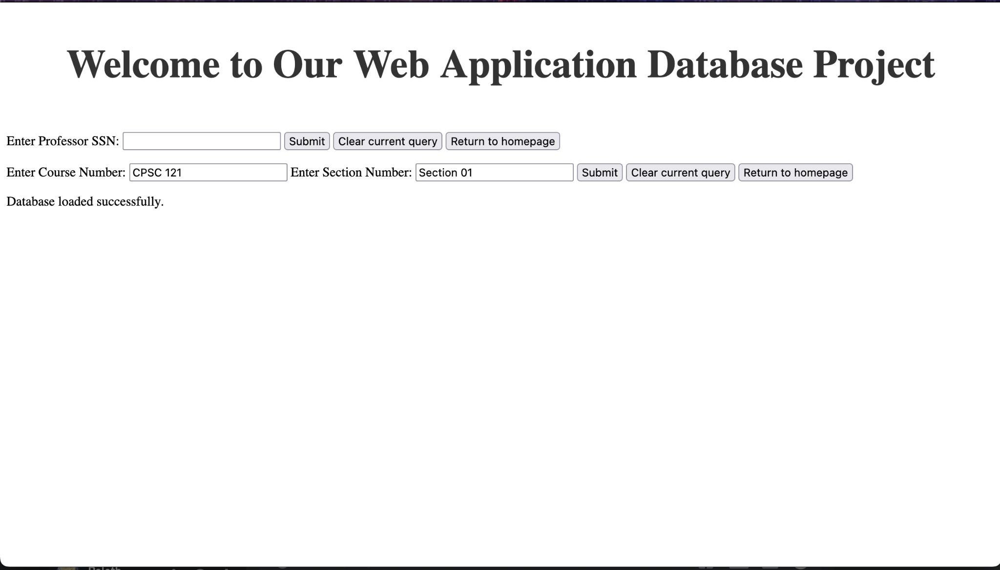 Welcome to Our Web Application Database Project
Enter Professor SSN: Submit Clear current query Return to homepage
Enter Course Number: CPSC 121 Enter Section Number: Section 01 Submit Clear current query Return to homepage
Database loaded successfully.